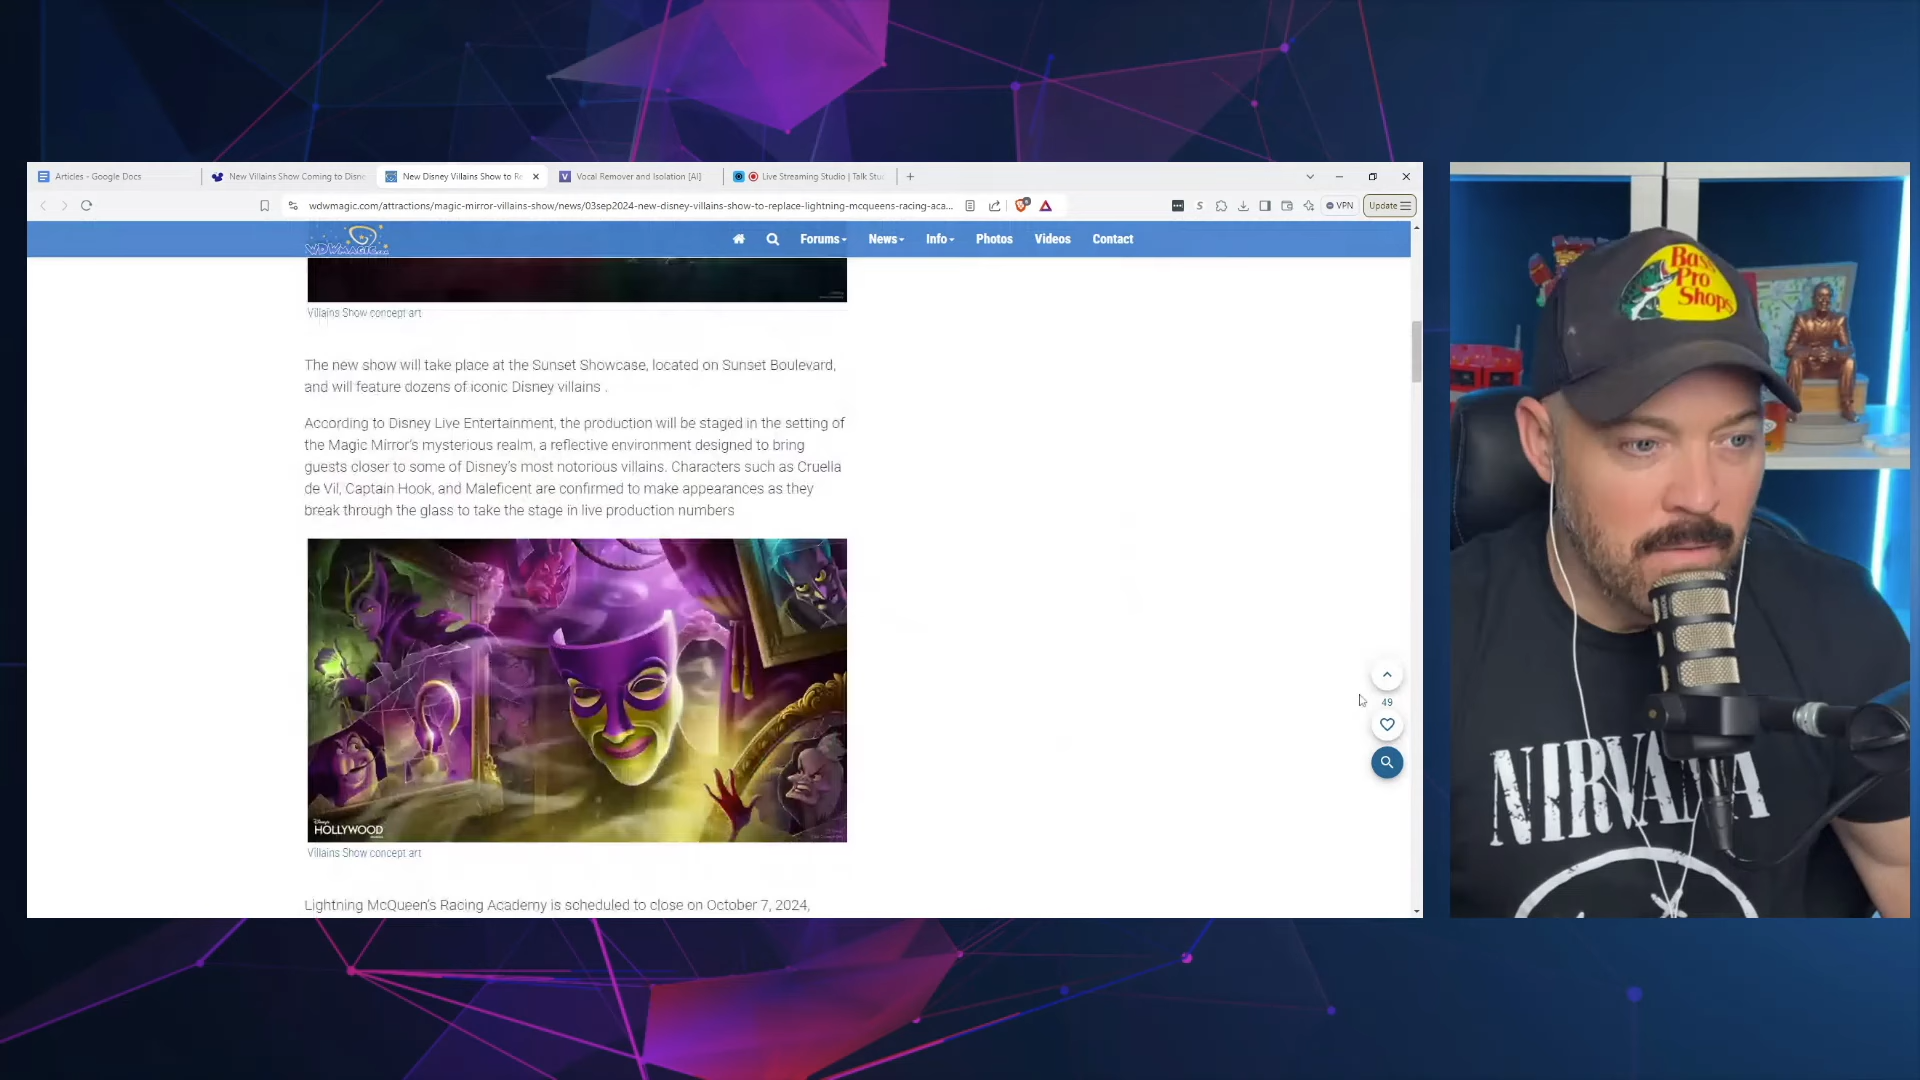 Articles - Google Docs
New Villains Show Coming to Disne
New Disney Villains Show to Re
Vocal Remover and Isolation [AI]
Live Streaming Studio | Talk Stu
wdwmagic.com/attractions/magic-mirror-villains-show/news/03sep2024-new-disney-villains-show-to-replace-lightning-mcqueens-racing-aca...
VPN
Update
WDWMAGIC
Forums
News
Info
Photos
Videos
Contact
Villains Show concept art
The new show will take place at the Sunset Showcase, located on Sunset Boulevard,
and will feature dozens of iconic Disney villains .
According to Disney Live Entertainment, the production will be staged in the setting of
the Magic Mirror's mysterious realm, a reflective environment designed to bring
guests closer to some of Disney's most notorious villains. Characters such as Cruella
de Vil, Captain Hook, and Maleficent are confirmed to make appearances as they
break through the glass to take the stage in live production numbers
Disney's
HOLLYWOOD
Villains Show concept art
Lightning McQueen's Racing Academy is scheduled to close on October 7, 2024,
49
Bass
Pro
Shops
NIRVANA